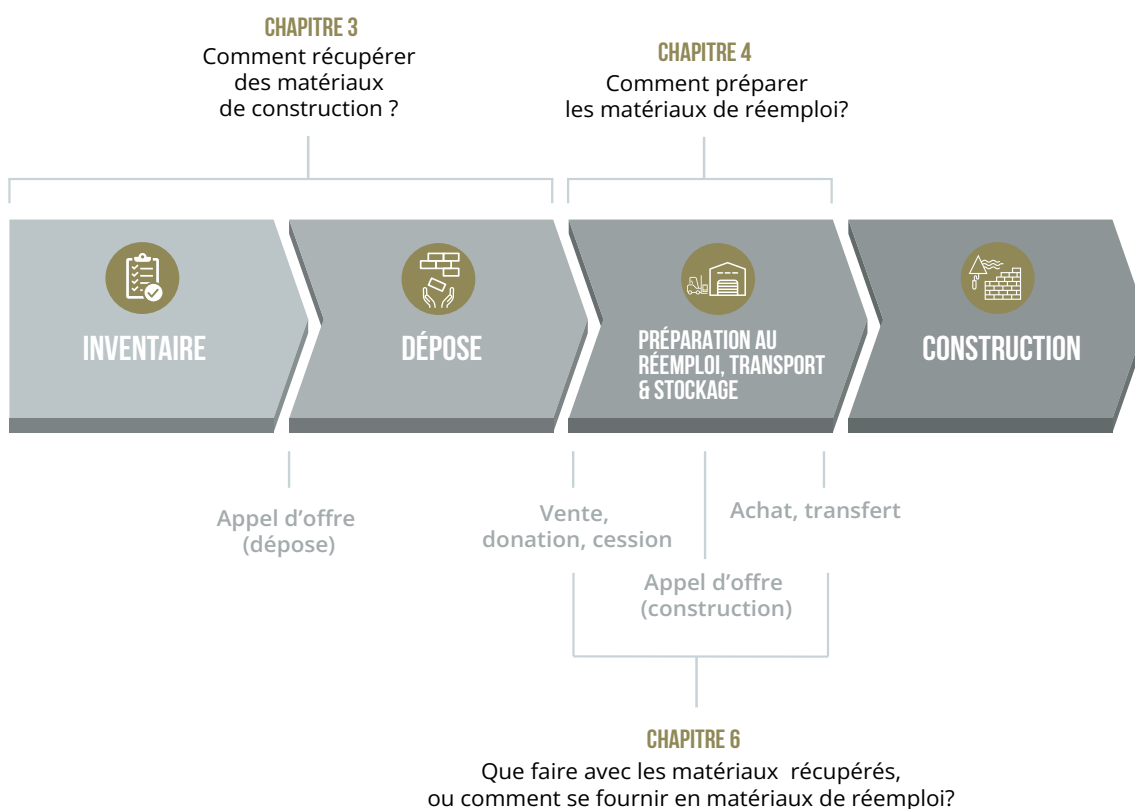 CHAPITRE 3
Comment récupérer
des matériaux
de construction ?
CHAPITRE 4
Comment préparer
les matériaux de réemploi?
INVENTAIRE
DÉPOSE
PRÉPARATION AU
RÉEMPLOI, TRANSPORT
& STOCKAGE
CONSTRUCTION
Appel d’offre
(dépose)
Vente,
donation, cession
Achat, transfert
Appel d’offre
(construction)
CHAPITRE 6
Que faire avec les matériaux récupérés,
ou comment se fournir en matériaux de réemploi?